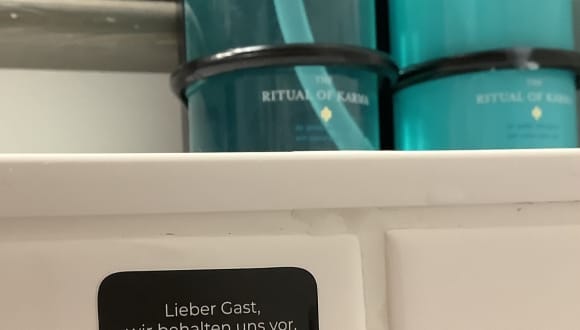 THE
RITUAL OF KARMA
THE
RITUAL OF KARMA
Lieber Gast,
wir behalten uns vor,